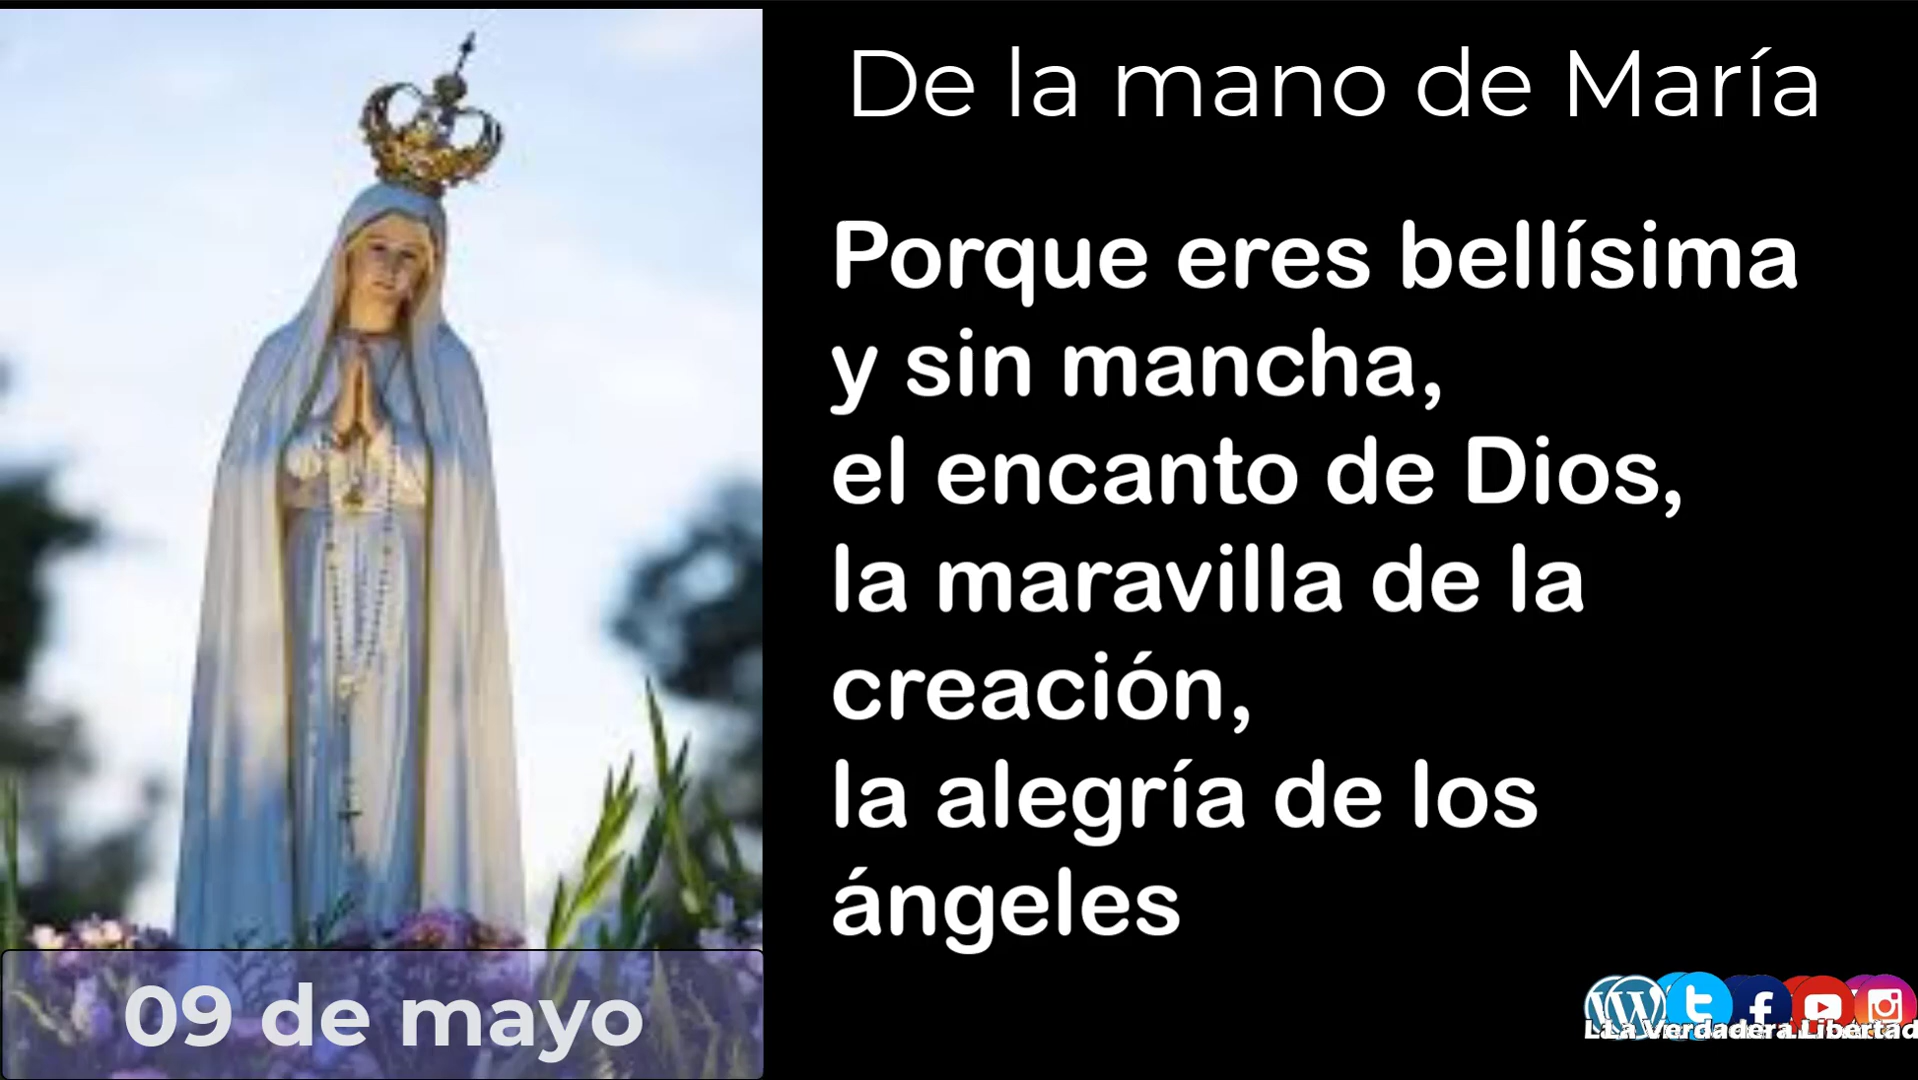 De la mano de María
Porque eres bellísima
y sin mancha,
el encanto de Dios,
la maravilla de la
creación,
la alegría de los
ángeles
09 de mayo
La Verdadera Libertad